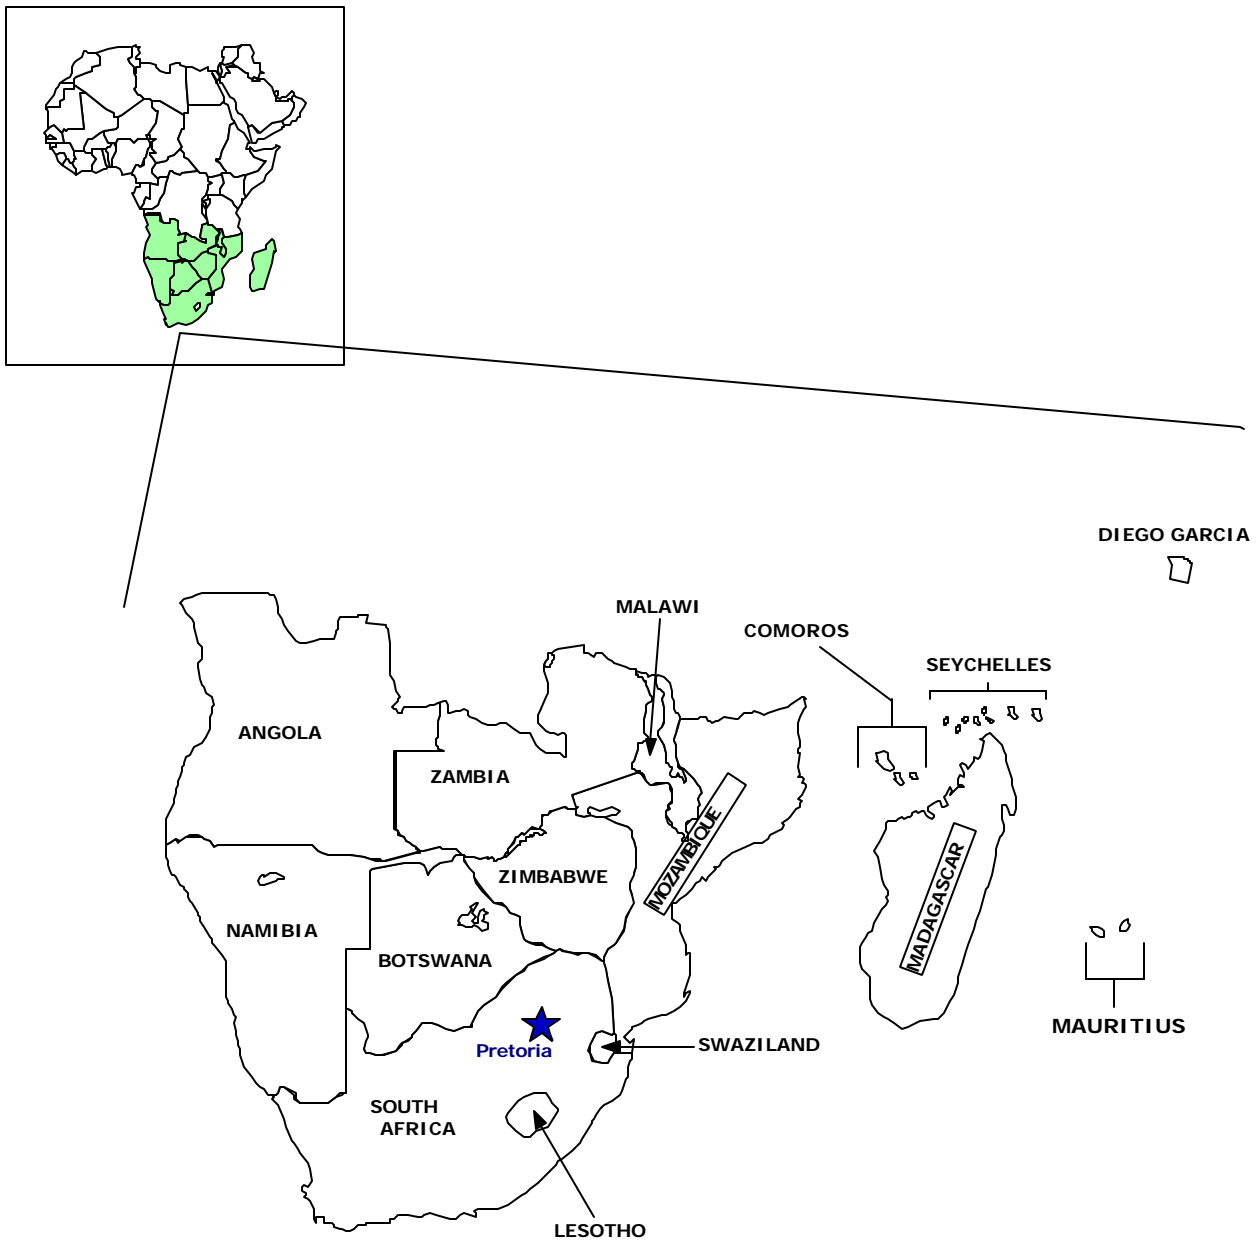 DIEGO GARCIA
MALAWI
COMOROS
SEYCHELLES
ANGOLA
ZAMBIA
MOZAMBIQUE
MADAGASCAR
ZIMBABWE
NAMIBIA
BOTSWANA
MAURITIUS
Pretoria
SWAZILAND
SOUTH
AFRICA
LESOTHO